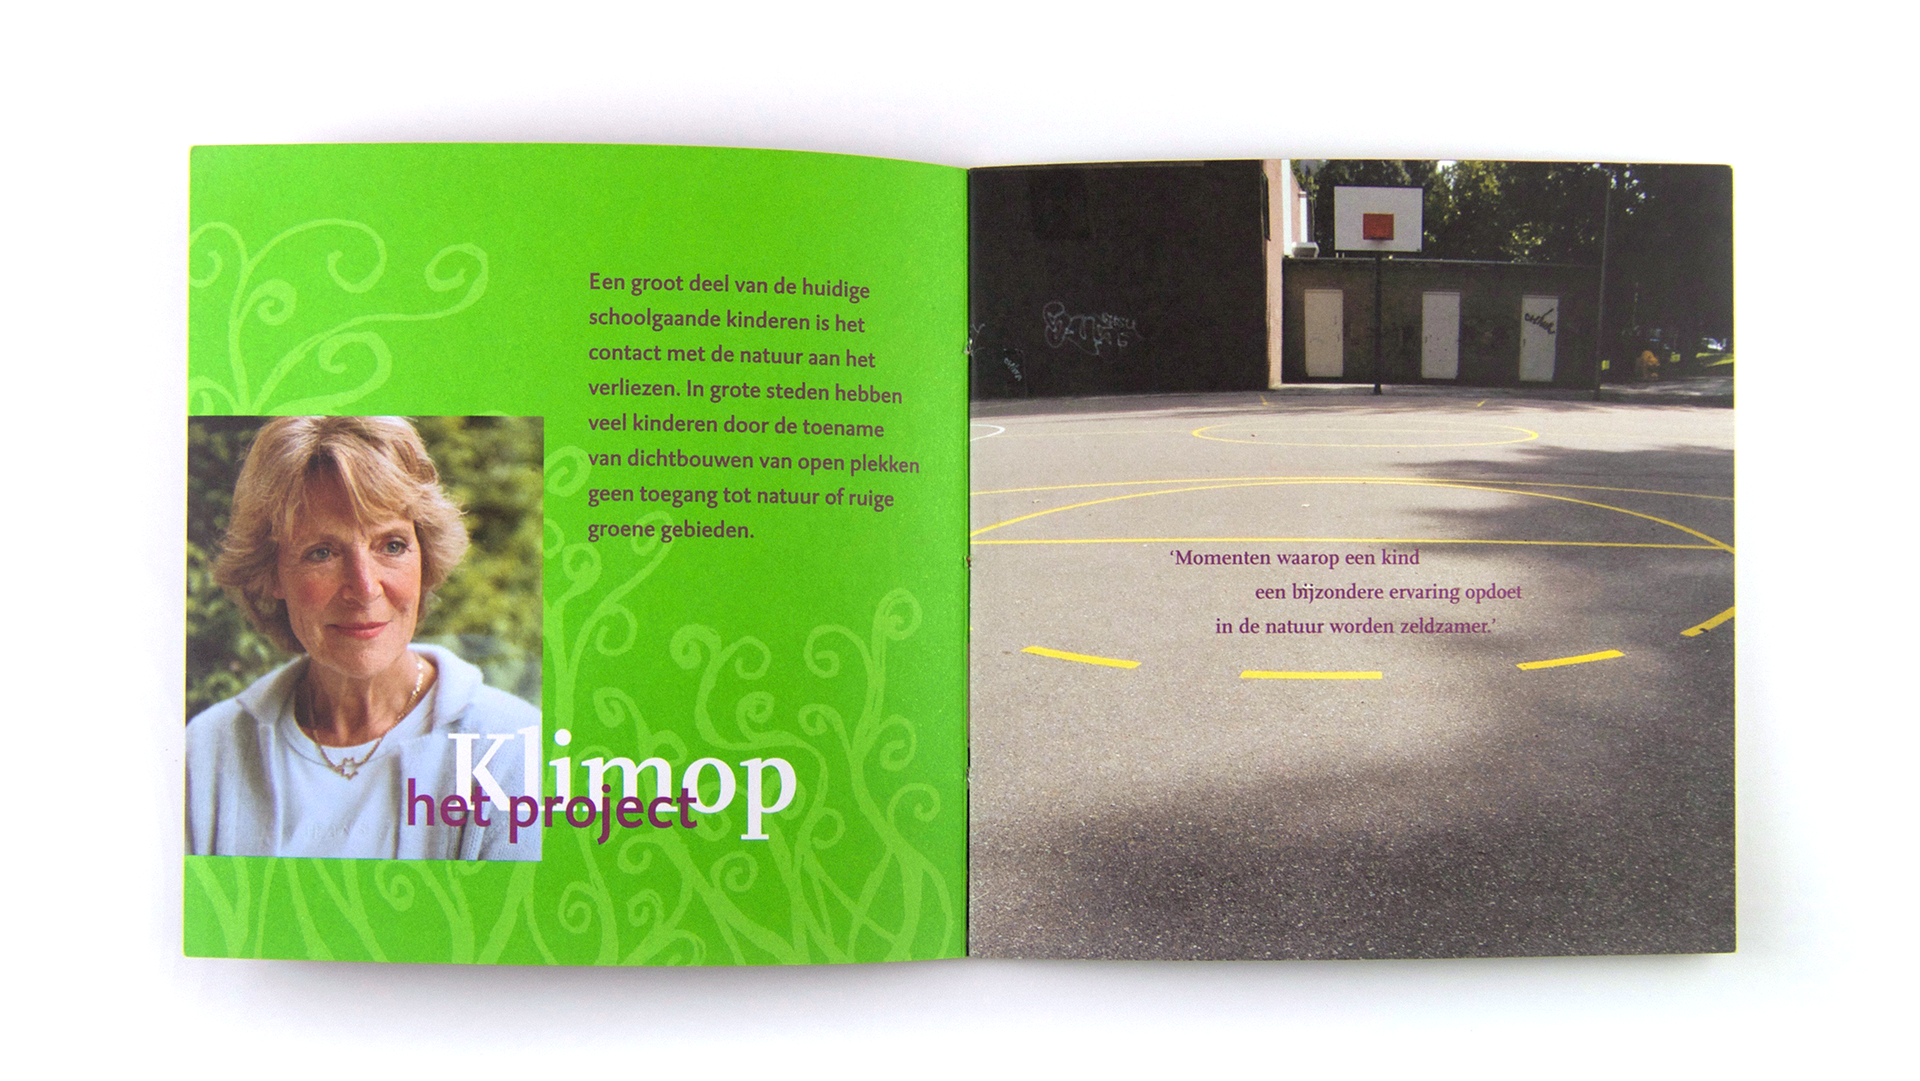 Een groot deel van de huidige
schoolgaande kinderen is het
contact met de natuur aan het
verliezen. In grote steden hebben
veel kinderen door de toename
van dichtbouwen van open plekken
geen toegang tot natuur of ruige
groene gebieden.
Klimop
het project
‘Momenten waarop een kind
een bijzondere ervaring opdoet
in de natuur worden zeldzamer.’